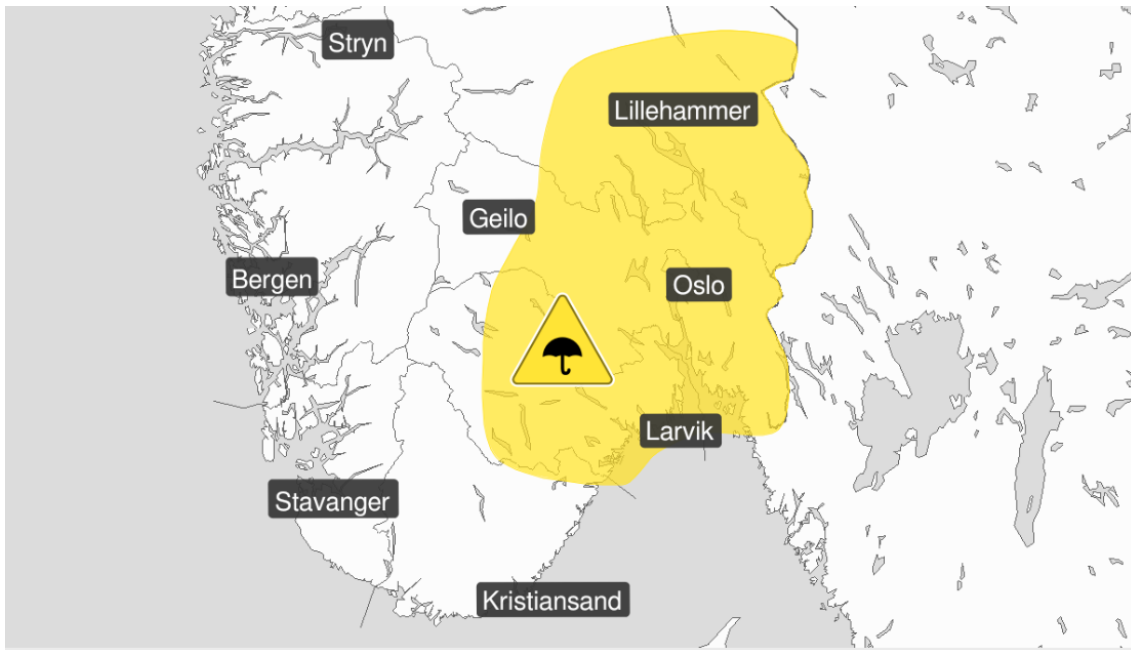 Stryn
Lillehammer
Geilo
Bergen
Oslo
Larvik
Stavanger
Kristiansand